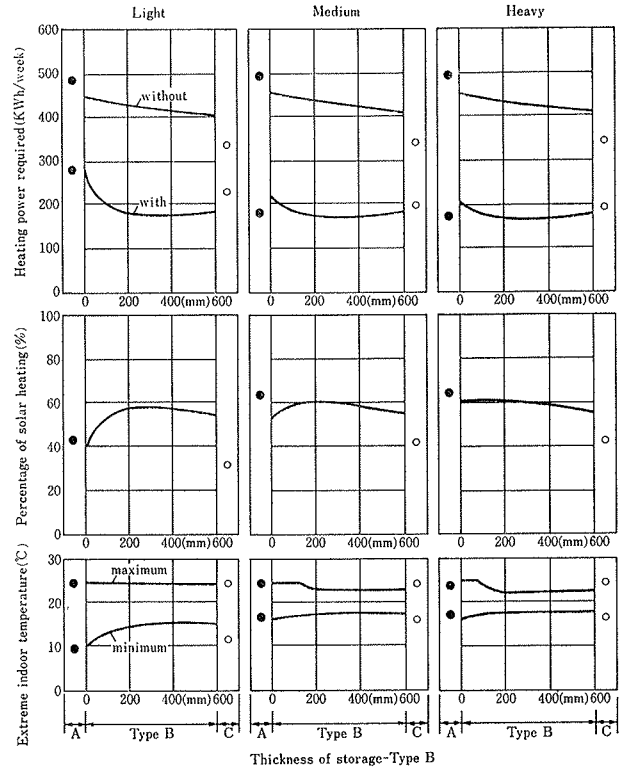 Light Medium Heavy
Heating power required(KWh/week)
600
500
400
300
200
100
0
without
with
0 200 400(mm) 600
0 200 400(mm) 600
0 200 400(mm) 600
Percentage of solar heating(%)
100
80
60
40
20
0
0 200 400(mm) 600
0 200 400(mm) 600
0 200 400(mm) 600
Extreme indoor temperature(℃)
30
20
10
0
maximum
minimum
0 200 400(mm) 600
0 200 400(mm) 600
0 200 400(mm) 600
A Type B C
A Type B C
A Type B C
Thickness of storage-Type B